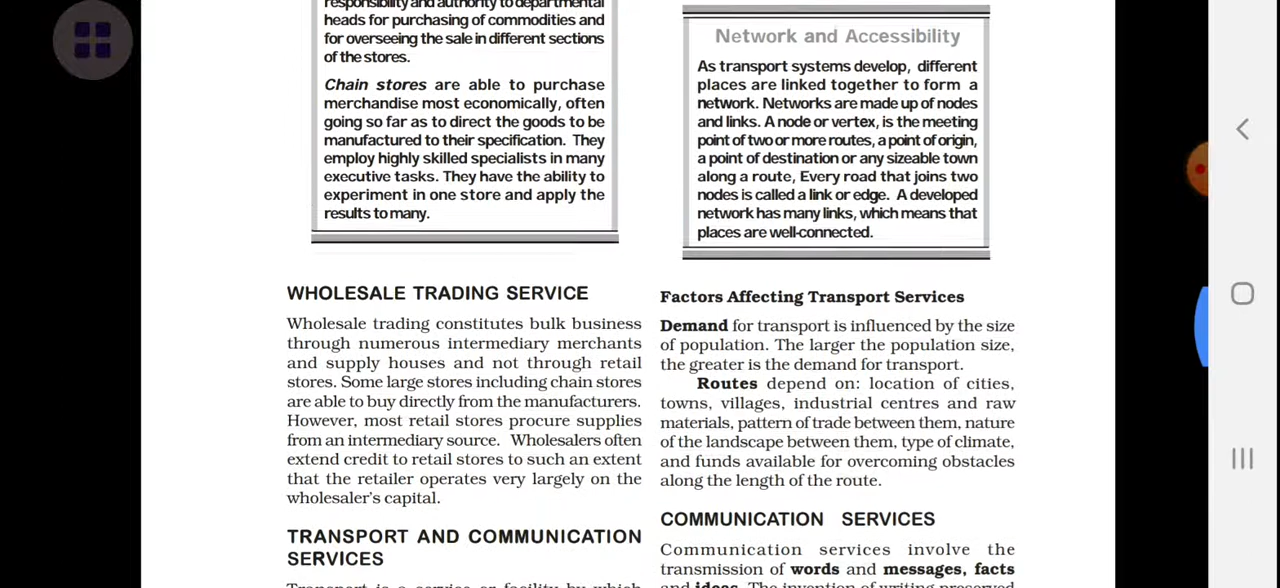 responsibility and authority to departmental
heads for purchasing of commodities and
for overseeing the sale in different sections
of the stores.
Chain stores are able to purchase
merchandise most economically, often
going so far as to direct the goods to be
manufactured to their specification. They
employ highly skilled specialists in many
executive tasks. They have the ability to
experiment in one store and apply the
results to many.
WHOLESALE TRADING SERVICE
Wholesale trading constitutes bulk business
through numerous intermediary merchants
and supply houses and not through retail
stores. Some large stores including chain stores
are able to buy directly from the manufacturers.
However, most retail stores procure supplies
from an intermediary source. Wholesalers often
extend credit to retail stores to such an extent
that the retailer operates very largely on the
wholesaler's capital.
TRANSPORT AND COMMUNICATION
SERVICES
Transport is a service or facility by which
Network and Accessibility
As transport systems develop, different
places are linked together to form a
network. Networks are made up of nodes
and links. A node or vertex, is the meeting
point of two or more routes, a point of origin,
a point of destination or any sizeable town
along a route, Every road that joins two
nodes is called a link or edge. A developed
network has many links, which means that
places are well-connected.
Factors Affecting Transport Services
Demand for transport is influenced by the size
of population. The larger the population size,
the greater is the demand for transport.
Routes depend on: location of cities,
towns, villages, industrial centres and raw
materials, pattern of trade between them, nature
of the landscape between them, type of climate,
and funds available for overcoming obstacles
along the length of the route.
COMMUNICATION SERVICES
Communication services involve the
transmission of words and messages, facts
and ideas. The invention of writing preserved